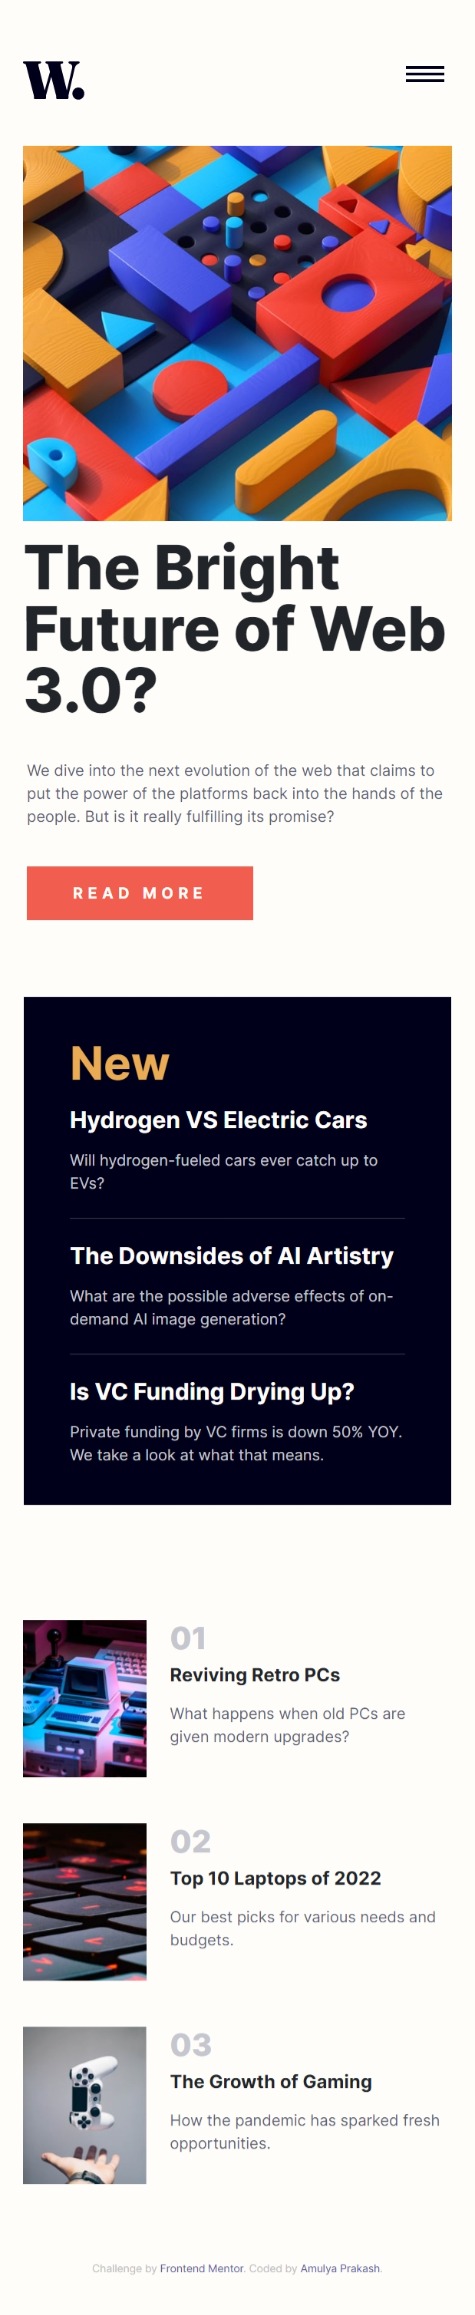 W.
The Bright
Future of Web
3.0?
We dive into the next evolution of the web that claims to
put the power of the platforms back into the hands of the
people. But is it really fulfilling its promise?
READ MORE
New
Hydrogen VS Electric Cars
Will hydrogen-fueled cars ever catch up to
EVs?
The Downsides of AI Artistry
What are the possible adverse effects of on-
demand AI image generation?
Is VC Funding Drying Up?
Private funding by VC firms is down 50% YOY.
We take a look at what that means.
01
Reviving Retro PCs
What happens when old PCs are
given modern upgrades?
02
Top 10 Laptops of 2022
Our best picks for various needs and
budgets.
03
The Growth of Gaming
How the pandemic has sparked fresh
opportunities.
Challenge by Frontend Mentor. Coded by Amulya Prakash.